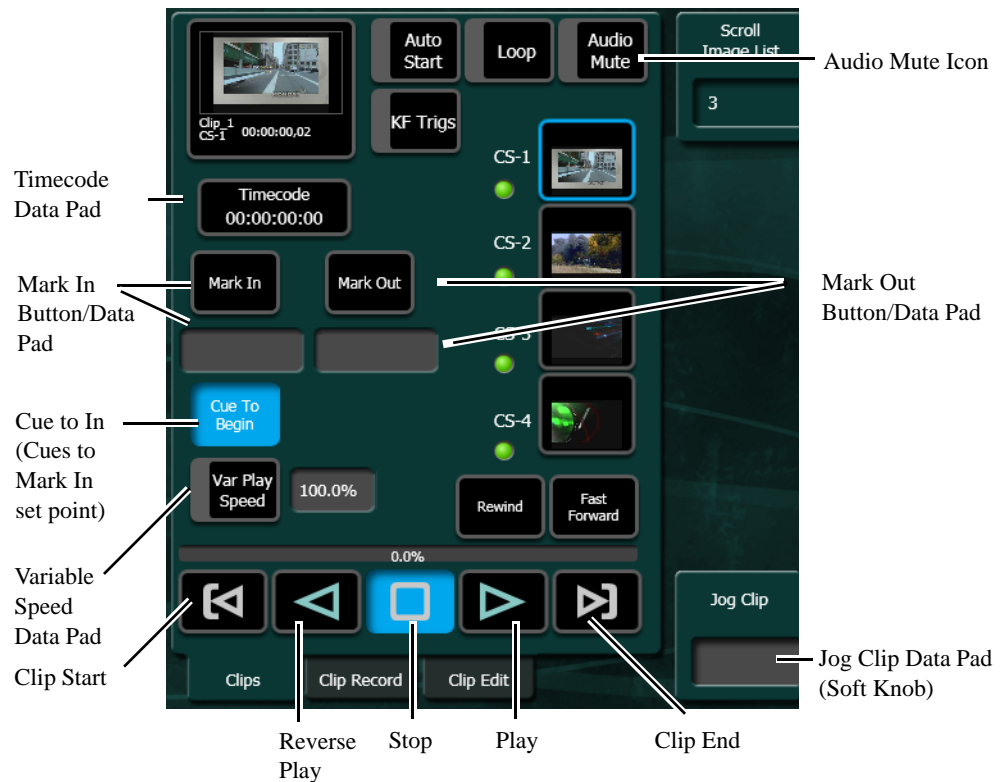 Auto
Start
Loop
Audio
Mute
Scroll
Image List
Audio Mute Icon
3
Clip_1
CS-1 00:00:00,02
KF Trigs
CS-1
Timecode
Data Pad
Timecode
00:00:00:00
CS-2
Mark In
Button/Data
Pad
Mark In
Mark Out
Mark Out
Button/Data Pad
CS-3
Cue to In
(Cues to
Mark In
set point)
Cue To
Begin
CS-4
Var Play
Speed
100.0%
Rewind
Fast
Forward
0.0%
Variable
Speed
Data Pad
Jog Clip
Clip Start
Jog Clip Data Pad
(Soft Knob)
Clips
Clip Record
Clip Edit
Reverse
Play
Stop
Play
Clip End